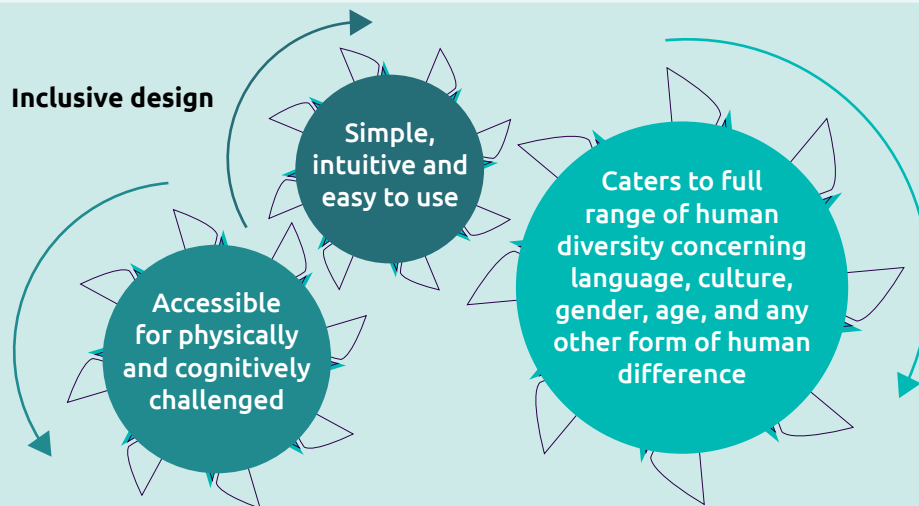 Inclusive design
Simple,
intuitive and
easy to use
Accessible
for physically
and cognitively
challenged
Caters to full
range of human
diversity concerning
language, culture,
gender, age, and any
other form of human
difference